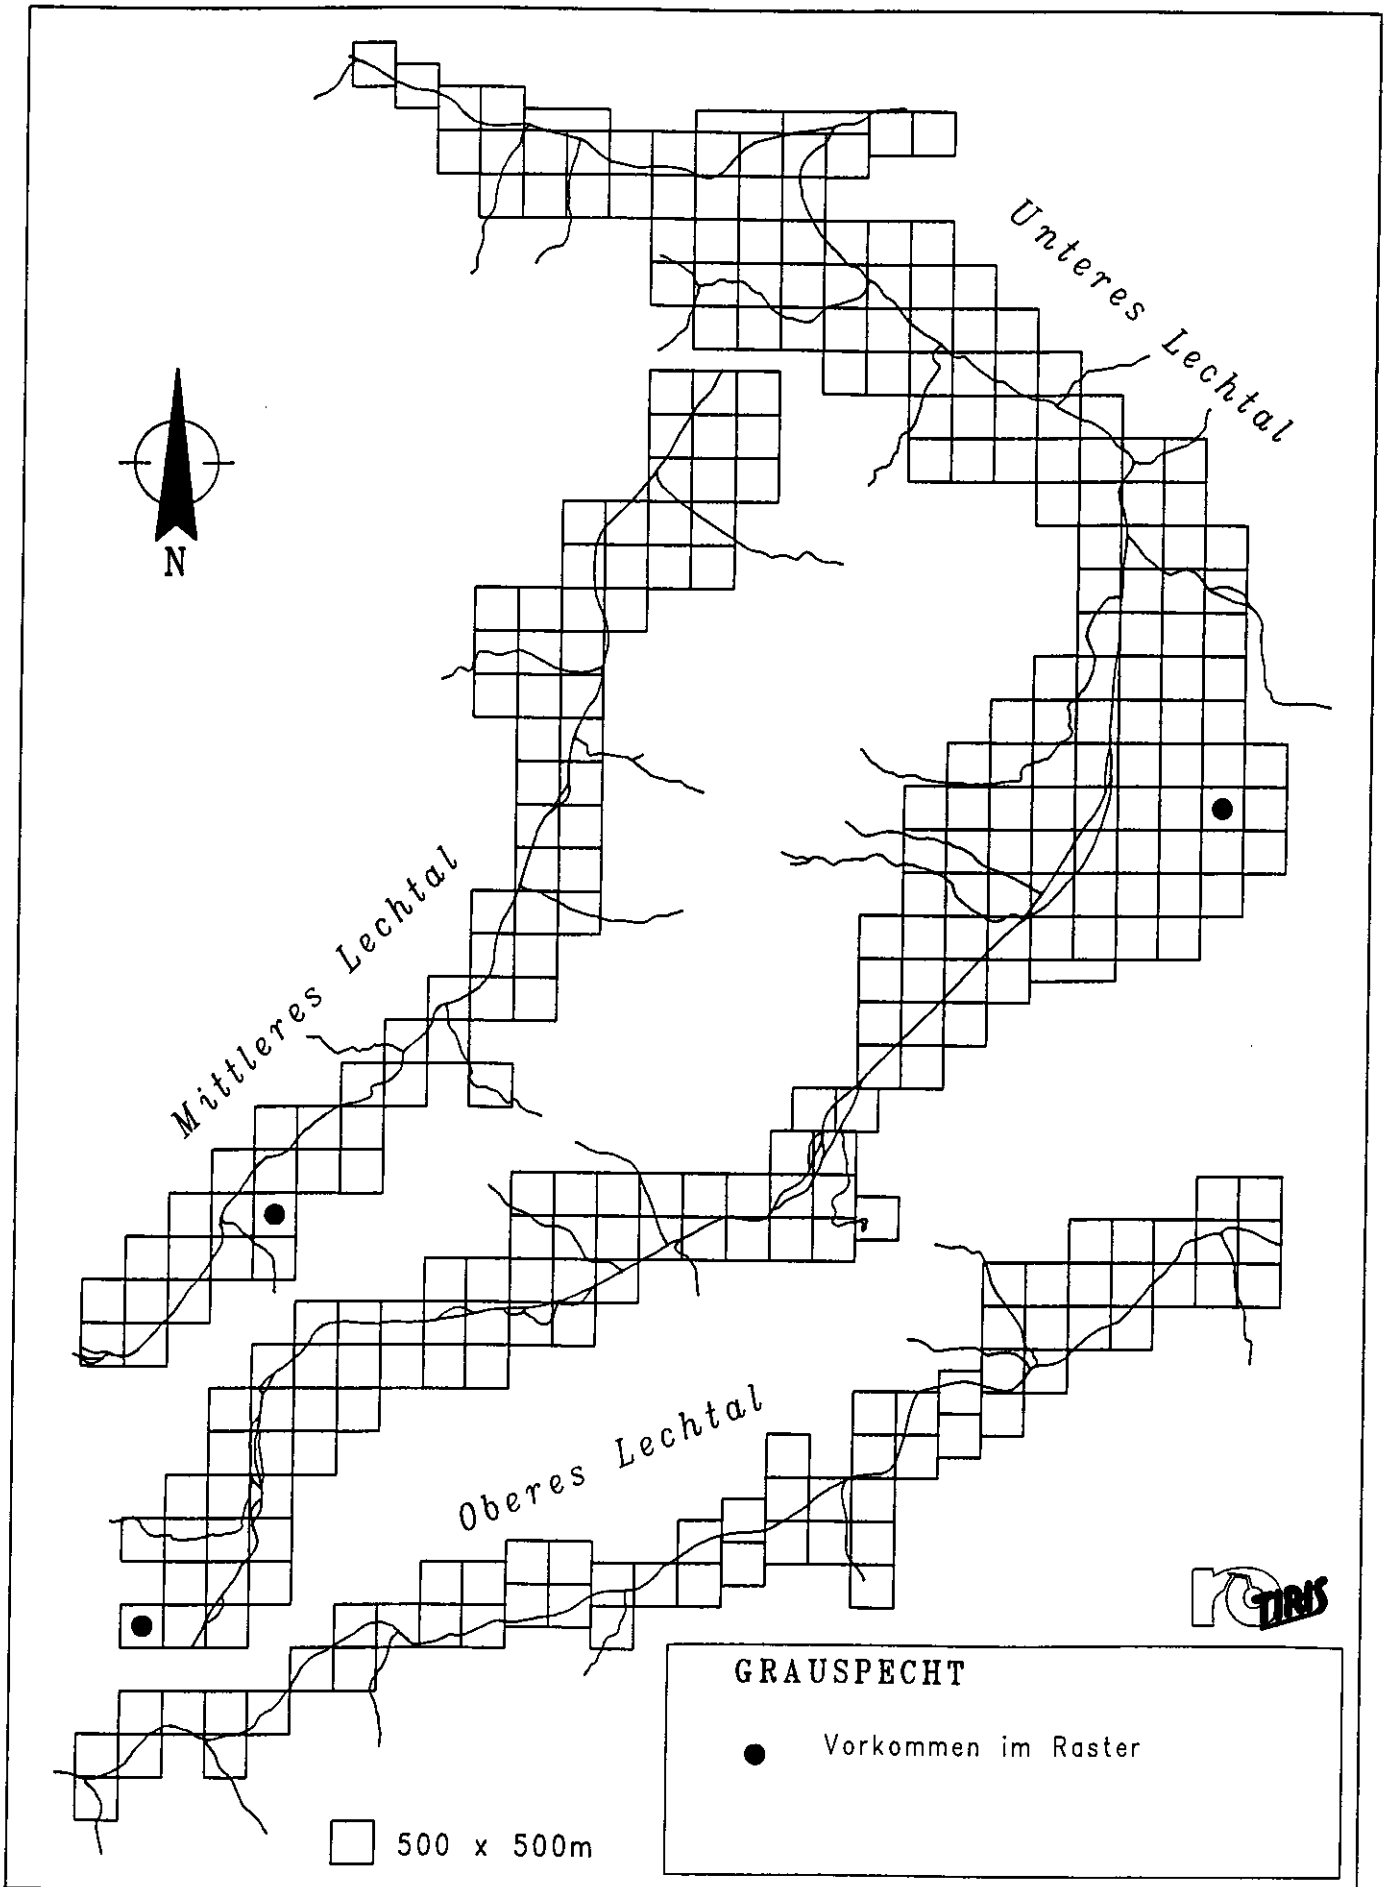 Unteres Lechtal
N
Mittleres Lechtal
Oberes Lechtal
TIRIS
GRAUSPECHT
Vorkommen im Raster
500 x 500m